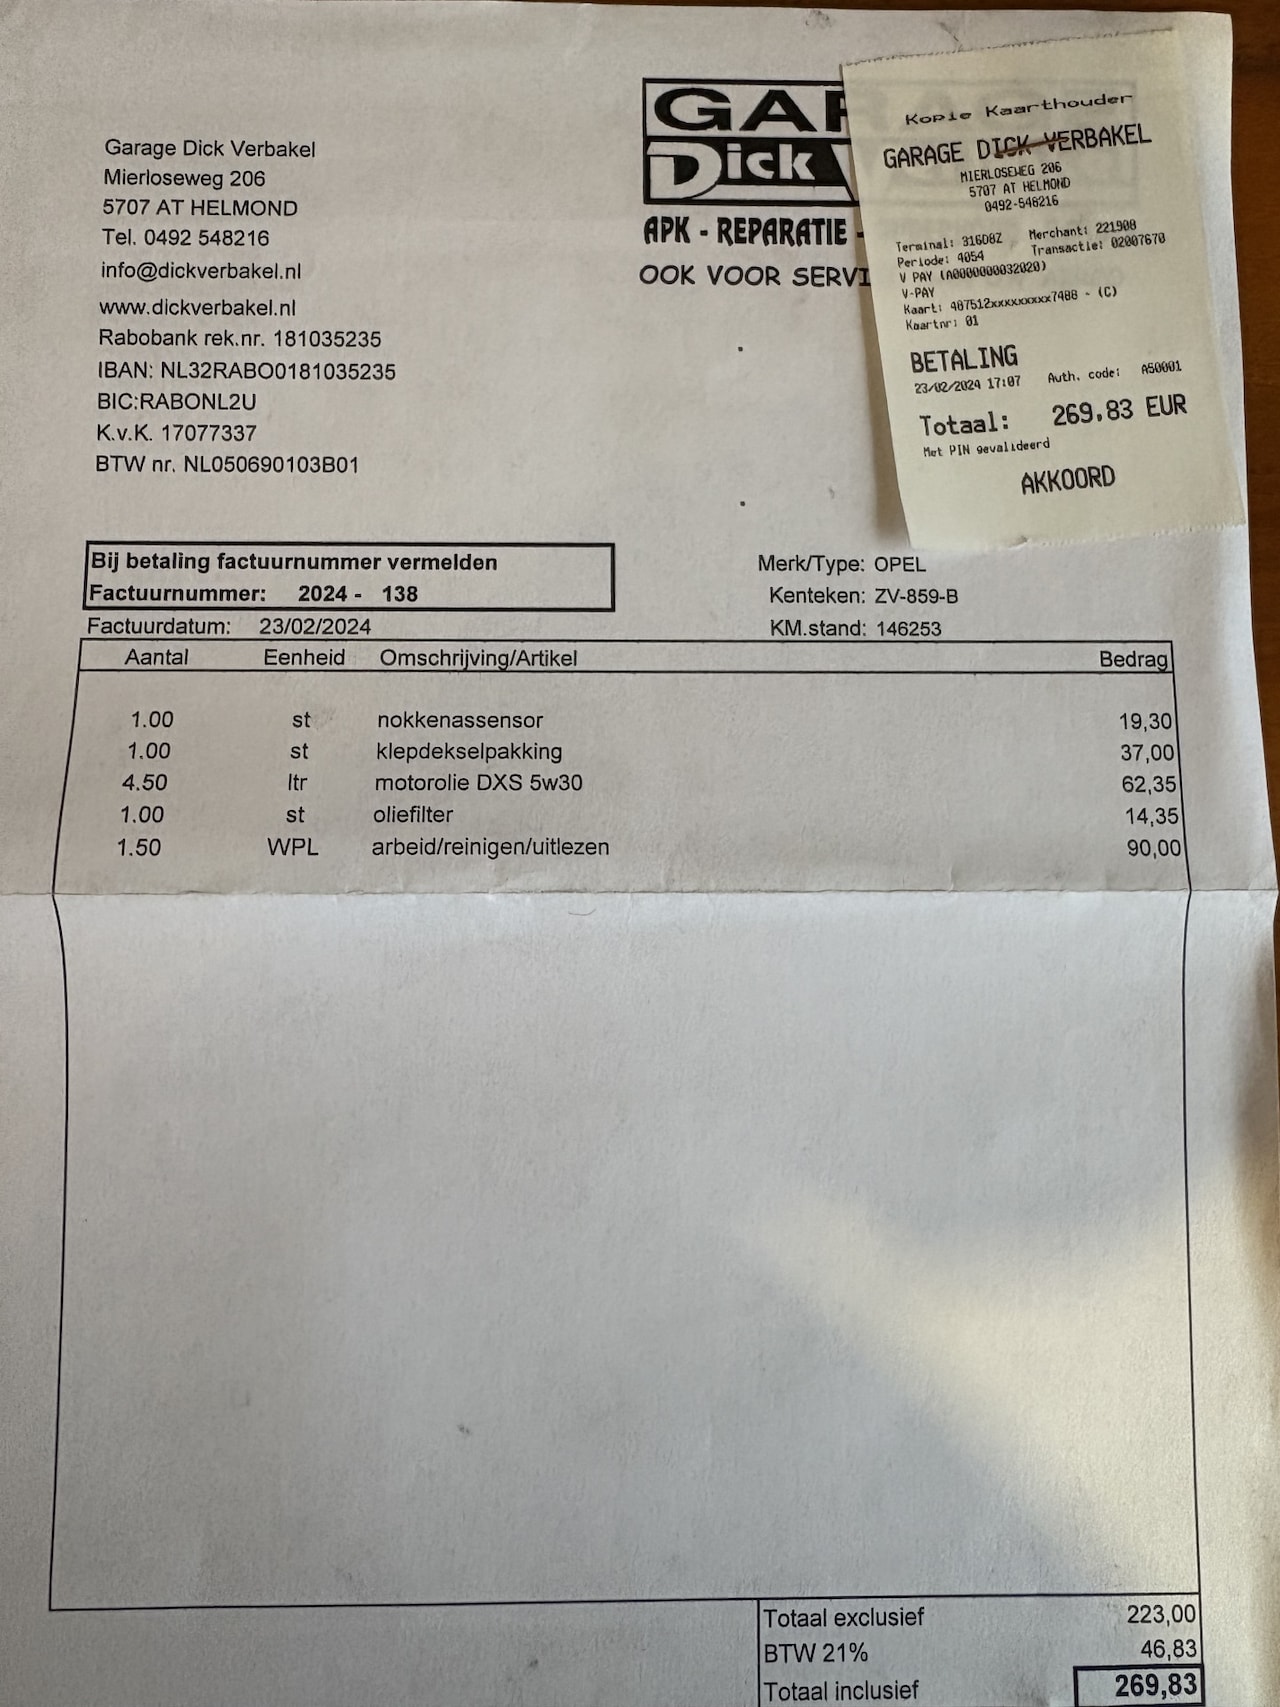 Garage Dick Verbakel
Mierloseweg 206
5707 AT HELMOND
Tel. 0492 548216
info@dickverbakel.nl
www.dickverbakel.nl
Rabobank rek.nr. 181035235
IBAN: NL32RABO0181035235
BIC:RABONL2U
K.v.K. 17077337
BTW nr. NL050690103B01
GAR
Dick V
APK - REPARATIE -
OOK VOOR SERVI
Kopie Kaarthouder
GARAGE DICK VERBAKEL
MIERLOSEWEG 206
5707 AT HELMOND
0492-548216
Terminal: 316D8Z Merchant: 221908
Periode: 4054 Transactie: 02007670
V PAY (A0000000032020)
V-PAY
Kaart: 487512xxxxxxxxx7488 - (C)
Kaartnr: 01
BETALING
23/02/2024 17:07 Auth. code: A50001
Totaal: 269,83 EUR
Met PIN gevalideerd
AKKOORD
Bij betaling factuurnummer vermelden
Factuurnummer: 2024 - 138
Factuurdatum: 23/02/2024
Merk/Type: OPEL
Kenteken: ZV-859-B
KM.stand: 146253
Aantal Eenheid Omschrijving/Artikel Bedrag
1.00 st nokkenassensor 19,30
1.00 st klepdekselpakking 37,00
4.50 ltr motorolie DXS 5w30 62,35
1.00 st oliefilter 14,35
1.50 WPL arbeid/reinigen/uitlezen 90,00
Totaal exclusief 223,00
BTW 21% 46,83
Totaal inclusief 269,83